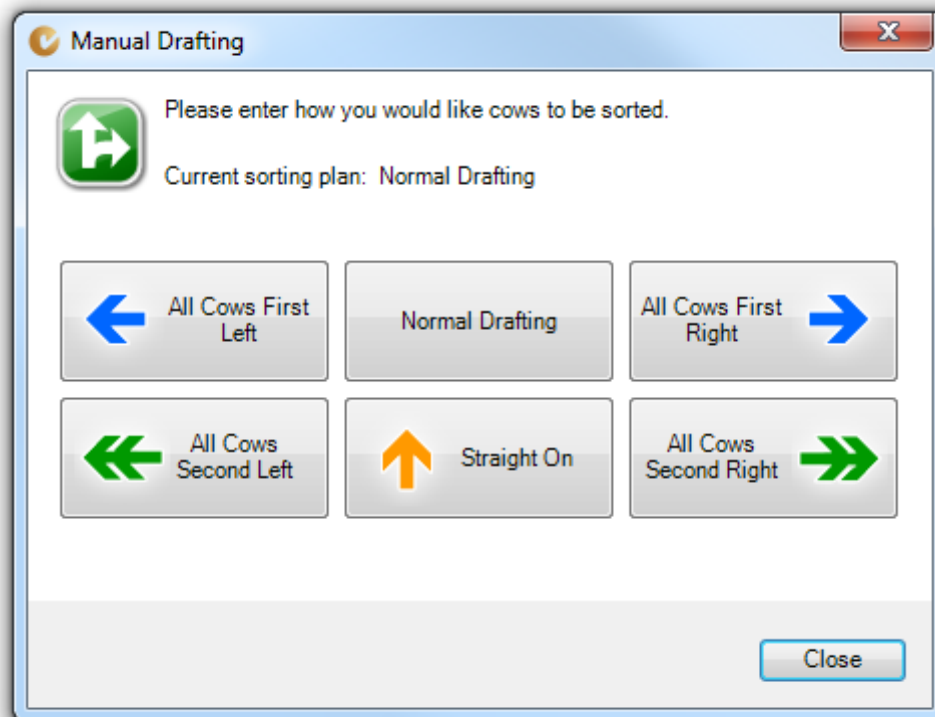 Manual Drafting
Please enter how you would like cows to be sorted.
Current sorting plan: Normal Drafting
All Cows First
Left
Normal Drafting
All Cows First
Right
All Cows
Second Left
Straight On
All Cows
Second Right
Close